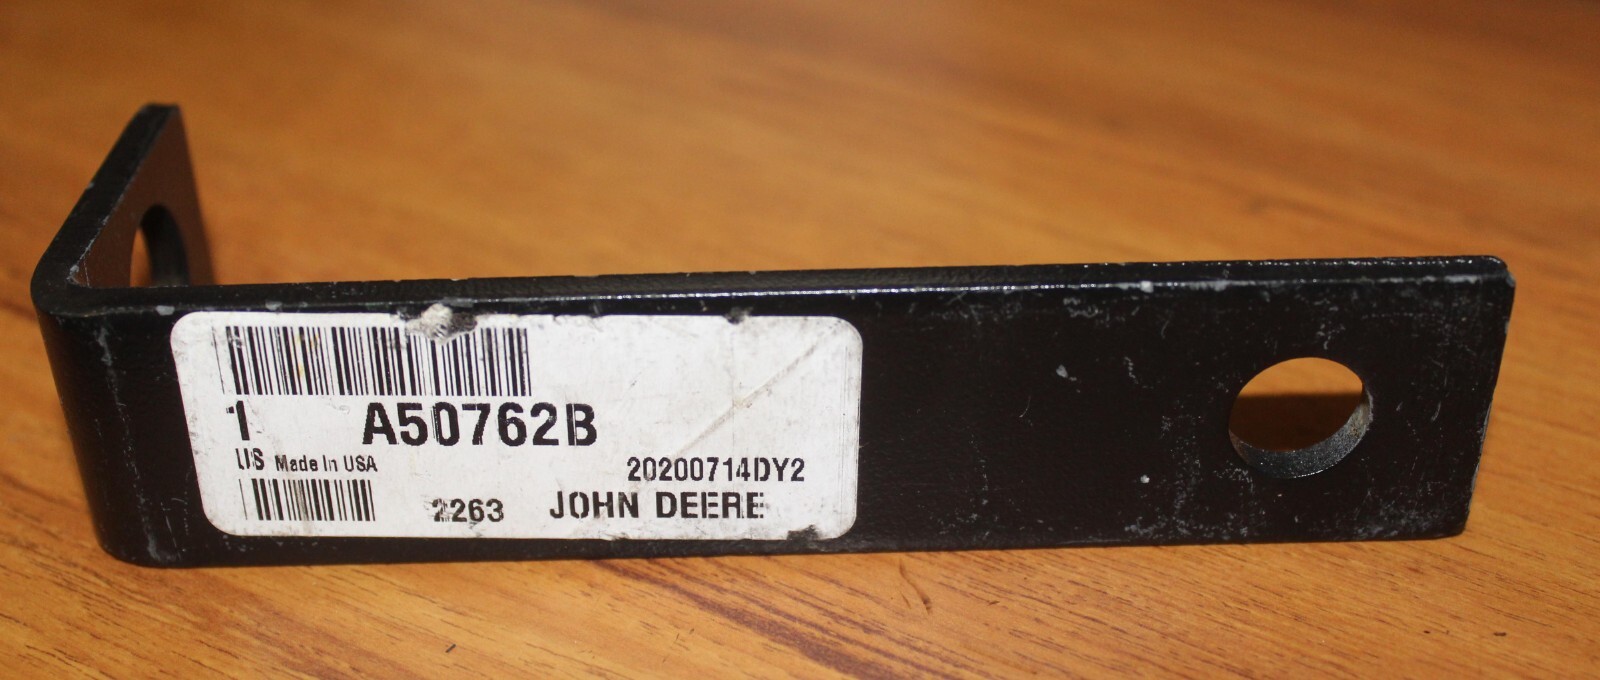 1 A50762B
US Made In USA 20200714DY2
2263 JOHN DEERE